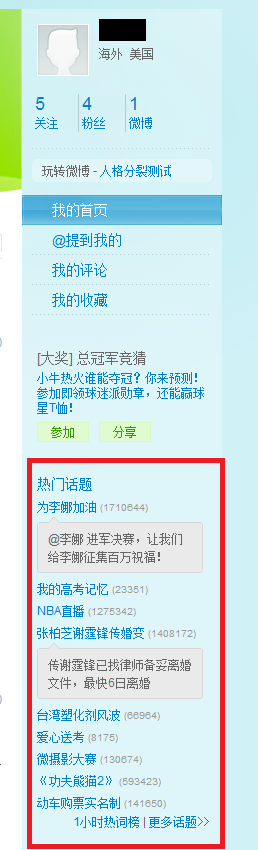 海外 美国
5 4 1
关注 粉丝 微博
玩转微博 - 人格分裂测试
我的首页
@提到我的
我的评论
我的收藏
[大奖] 总冠军竞猜
小牛热火谁能夺冠？你来预测！
参加即领球迷派勋章，还能赢球
星T恤！
参加 分享
热门话题
为李娜加油 (1710644)
@李娜 进军决赛，让我们
给李娜征集百万祝福！
我的高考记忆 (23351)
NBA直播 (1275342)
张柏芝谢霆锋传婚变 (1408172)
传谢霆锋已找律师备妥离婚
文件，最快6日离婚
台湾塑化剂风波 (66964)
爱心送考 (8175)
微摄影大赛 (130674)
《功夫熊猫2》 (593423)
动车购票实名制 (141650)
1小时热词榜 | 更多话题>>